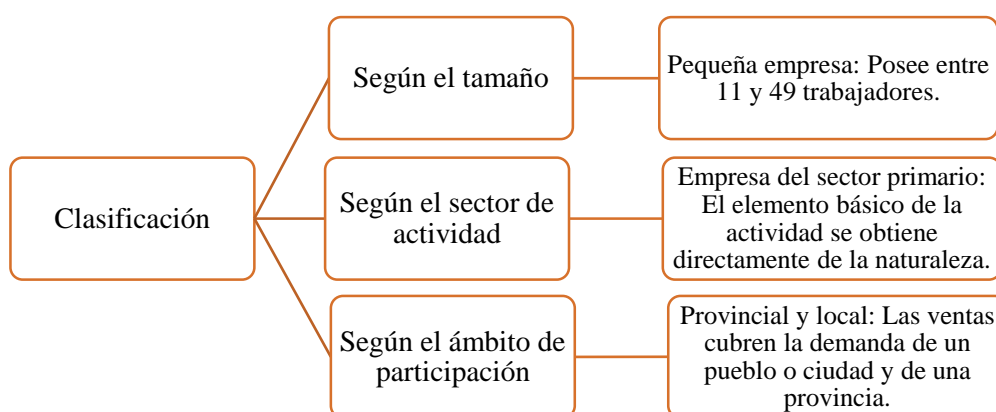 Clasificación
Según el tamaño
Pequeña empresa: Posee entre
11 y 49 trabajadores.
Según el sector de
actividad
Empresa del sector primario:
El elemento básico de la
actividad se obtiene
directamente de la naturaleza.
Según el ámbito de
participación
Provincial y local: Las ventas
cubren la demanda de un
pueblo o ciudad y de una
provincia.